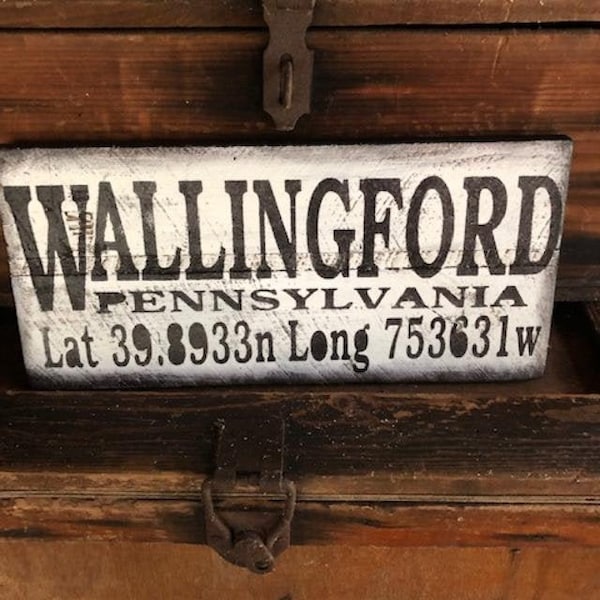 WALLINGFORD
PENNSYLVANIA
Lat 39.8933n Long 753631w